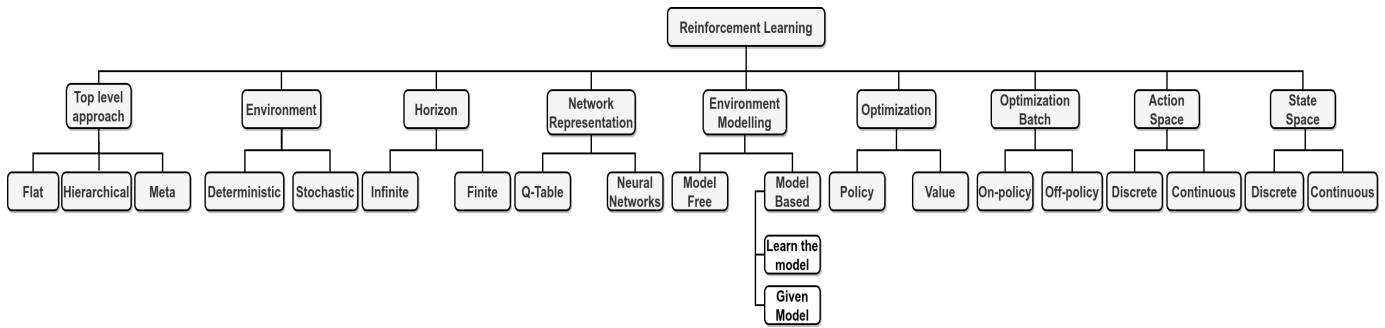 Reinforcement Learning
Top level
approach
Environment
Horizon
Network
Representation
Environment
Modelling
Optimization
Optimization
Batch
Action
Space
State
Space
Flat
Hierarchical
Meta
Deterministic
Stochastic
Infinite
Finite
Q-Table
Neural
Networks
Model
Free
Model
Based
Policy
Value
On-policy
Off-policy
Discrete
Continuous
Discrete
Continuous
Learn the
model
Given
Model